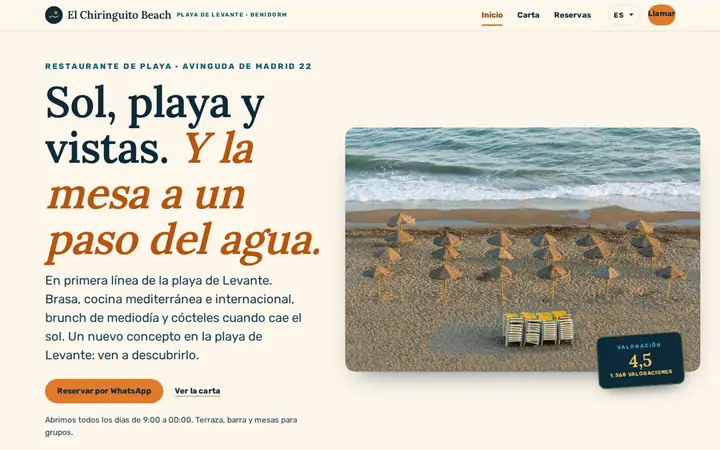 El Chiringuito Beach PLAYA DE LEVANTE · BENIDORM
Inicio Carta Reservas ES Llamar
RESTAURANTE DE PLAYA · AVINGUDA DE MADRID 22
Sol, playa y
vistas. Y la
mesa a un
paso del agua.
En primera línea de la playa de Levante.
Brasa, cocina mediterránea e internacional,
brunch de mediodía y cócteles cuando cae el
sol. Un nuevo concepto en la playa de
Levante: ven a descubrirlo.
Reservar por WhatsApp Ver la carta
Abrimos todos los días de 9:00 a 00:00. Terraza, barra y mesas para
grupos.
VALORACIÓN
4,5
1.368 VALORACIONES